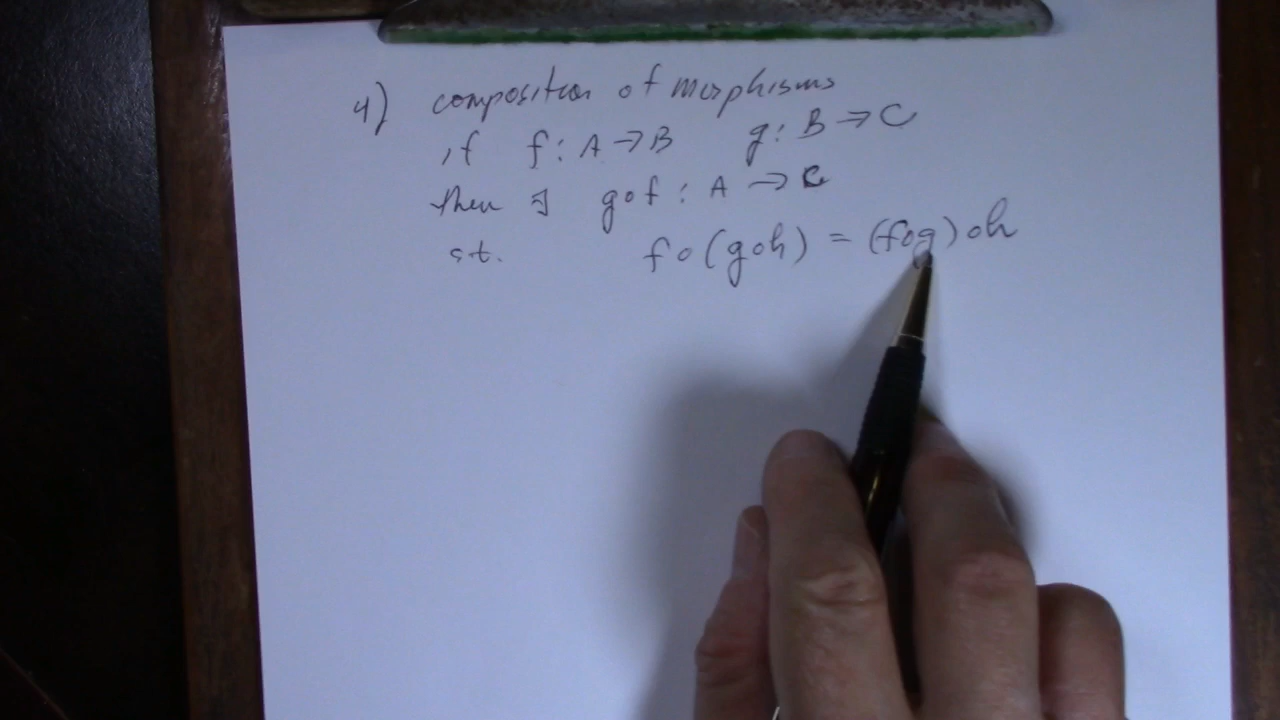 4) composition of morphisms
if f : A → B g : B → C
then ∃ g∘f : A → C
s.t. f∘(g∘h) = (f∘g)∘h